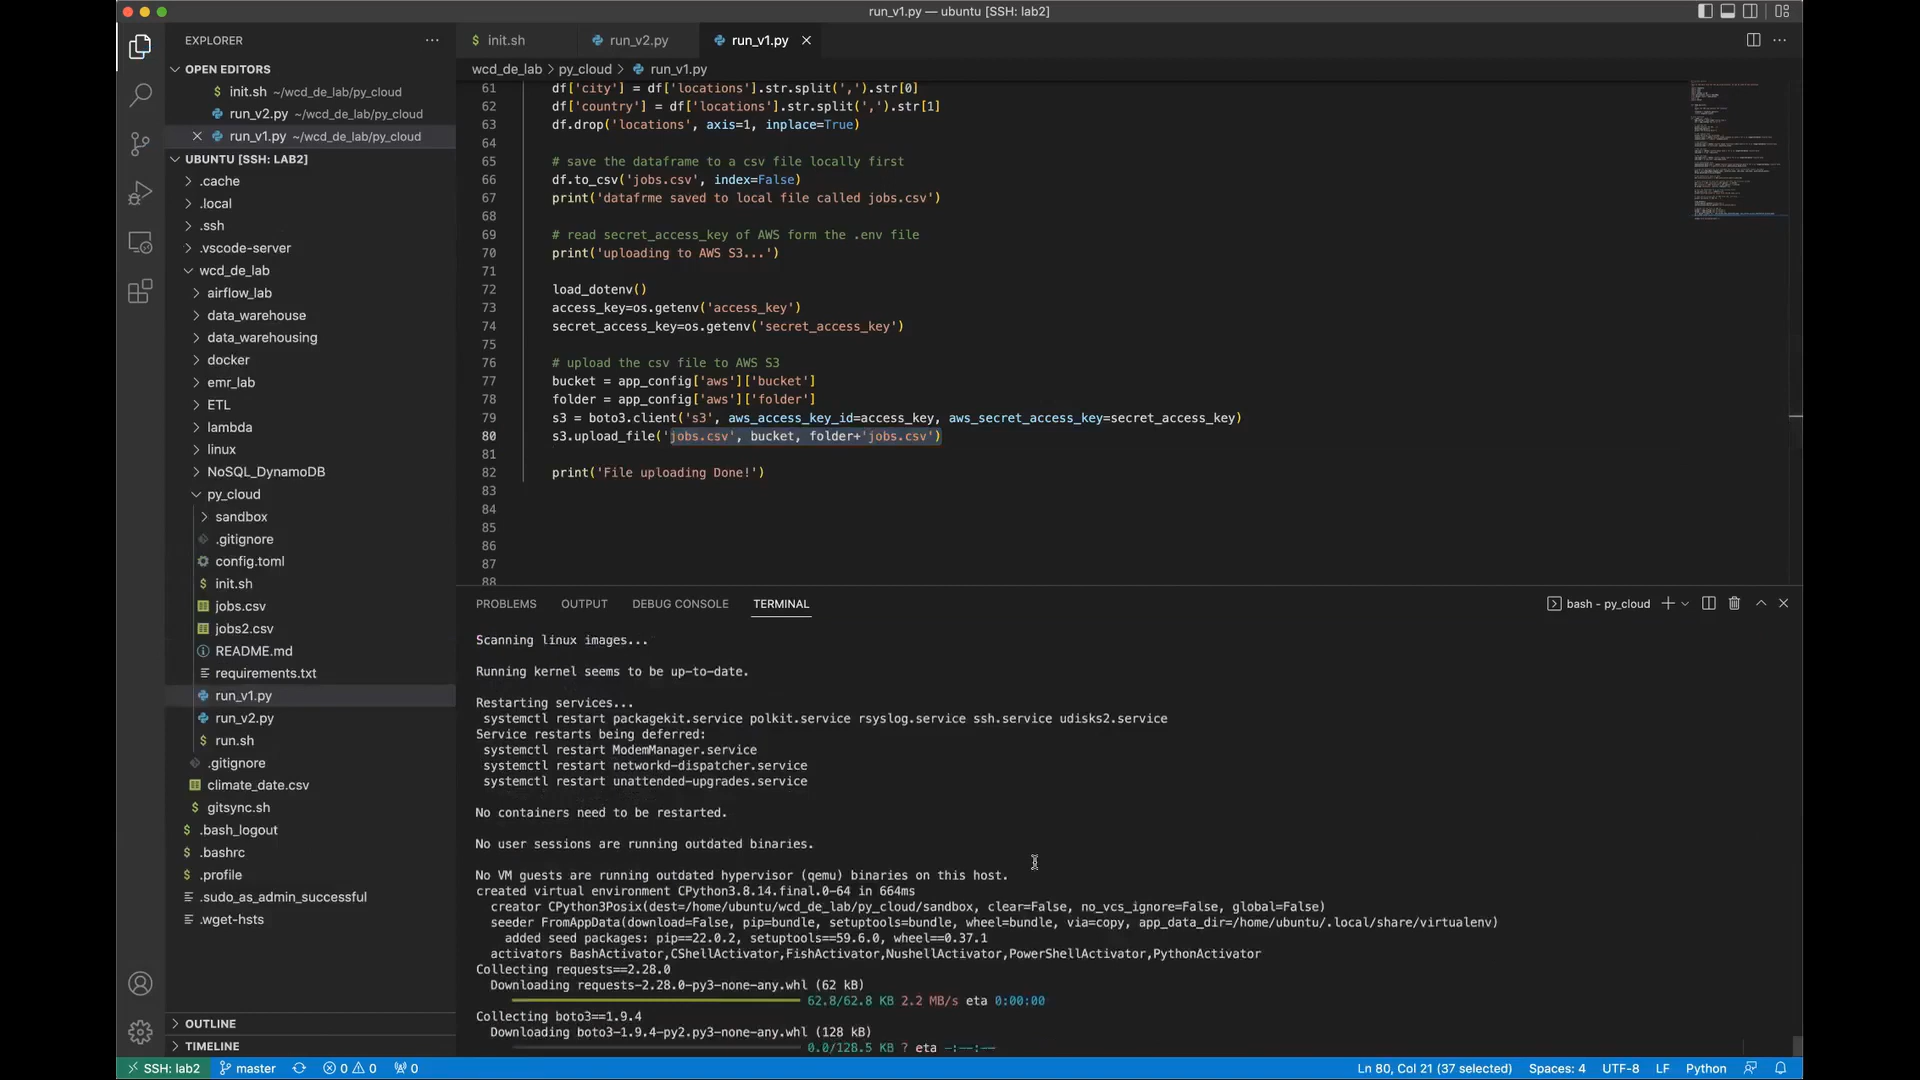 run_v1.py — ubuntu [SSH: lab2]
EXPLORER
OPEN EDITORS
init.sh ~/wcd_de_lab/py_cloud
run_v2.py ~/wcd_de_lab/py_cloud
run_v1.py ~/wcd_de_lab/py_cloud
UBUNTU [SSH: LAB2]
.cache
.local
.ssh
.vscode-server
wcd_de_lab
airflow_lab
data_warehouse
data_warehousing
docker
emr_lab
ETL
lambda
linux
NoSQL_DynamoDB
py_cloud
sandbox
.gitignore
config.toml
init.sh
jobs.csv
jobs2.csv
README.md
requirements.txt
run_v1.py
run_v2.py
run.sh
.gitignore
climate_date.csv
gitsync.sh
.bash_logout
.bashrc
.profile
.sudo_as_admin_successful
.wget-hsts
OUTLINE
TIMELINE
init.sh run_v2.py run_v1.py
wcd_de_lab > py_cloud > run_v1.py
61 df['city'] = df['locations'].str.split(',').str[0]
62 df['country'] = df['locations'].str.split(',').str[1]
63 df.drop('locations', axis=1, inplace=True)
64
65 # save the dataframe to a csv file locally first
66 df.to_csv('jobs.csv', index=False)
67 print('datafrme saved to local file called jobs.csv')
68
69 # read secret_access_key of AWS form the .env file
70 print('uploading to AWS S3...')
71
72 load_dotenv()
73 access_key=os.getenv('access_key')
74 secret_access_key=os.getenv('secret_access_key')
75
76 # upload the csv file to AWS S3
77 bucket = app_config['aws']['bucket']
78 folder = app_config['aws']['folder']
79 s3 = boto3.client('s3', aws_access_key_id=access_key, aws_secret_access_key=secret_access_key)
80 s3.upload_file('jobs.csv', bucket, folder+'jobs.csv')
81
82 print('File uploading Done!')
83
84
85
86
87
88
PROBLEMS OUTPUT DEBUG CONSOLE TERMINAL
bash - py_cloud
Scanning linux images...
Running kernel seems to be up-to-date.
Restarting services...
systemctl restart packagekit.service polkit.service rsyslog.service ssh.service udisks2.service
Service restarts being deferred:
systemctl restart ModemManager.service
systemctl restart networkd-dispatcher.service
systemctl restart unattended-upgrades.service
No containers need to be restarted.
No user sessions are running outdated binaries.
No VM guests are running outdated hypervisor (qemu) binaries on this host.
created virtual environment CPython3.8.14.final.0-64 in 664ms
creator CPython3Posix(dest=/home/ubuntu/wcd_de_lab/py_cloud/sandbox, clear=False, no_vcs_ignore=False, global=False)
seeder FromAppData(download=False, pip=bundle, setuptools=bundle, wheel=bundle, via=copy, app_data_dir=/home/ubuntu/.local/share/virtualenv)
added seed packages: pip==22.0.2, setuptools==59.6.0, wheel==0.37.1
activators BashActivator,CShellActivator,FishActivator,NushellActivator,PowerShellActivator,PythonActivator
Collecting requests==2.28.0
Downloading requests-2.28.0-py3-none-any.whl (62 kB)
62.8/62.8 KB 2.2 MB/s eta 0:00:00
Collecting boto3==1.9.4
Downloading boto3-1.9.4-py2.py3-none-any.whl (128 kB)
0.0/128.5 KB ? eta -:--:--
SSH: lab2 master 0 0 0 Ln 80, Col 21 (37 selected) Spaces: 4 UTF-8 LF Python